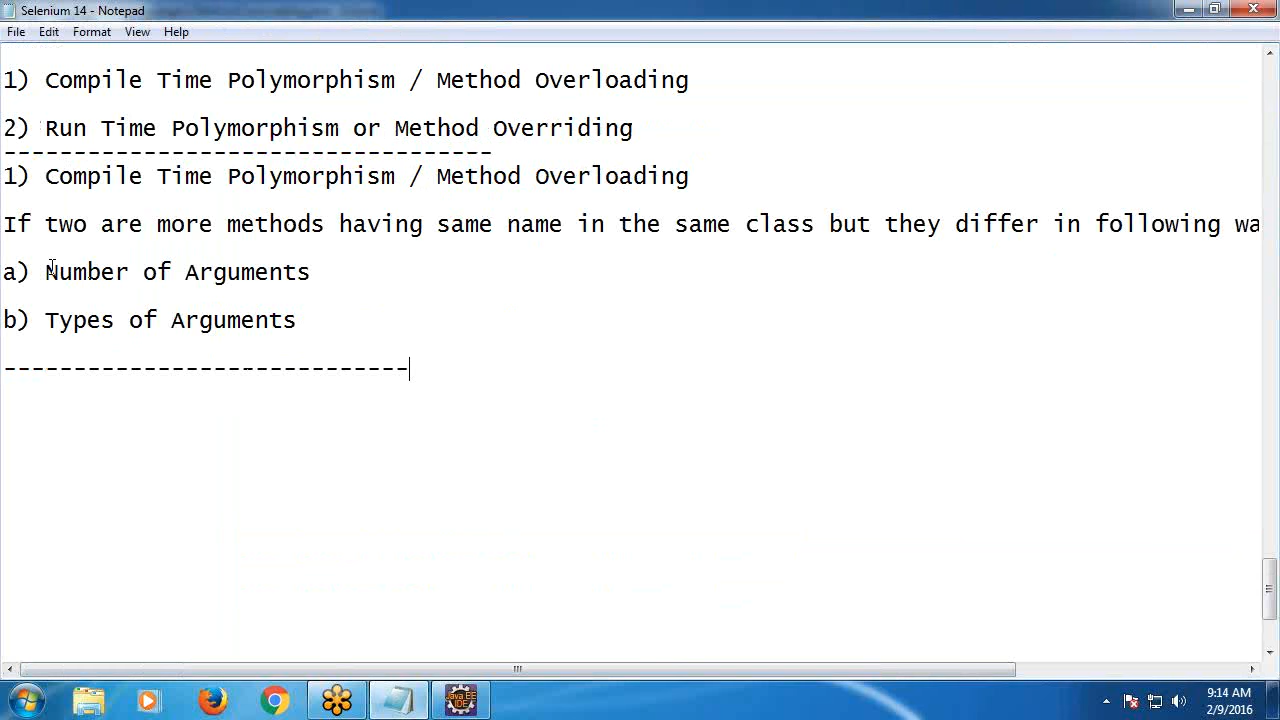 Selenium 14 - Notepad
File Edit Format View Help
1) Compile Time Polymorphism / Method Overloading
2) Run Time Polymorphism or Method Overriding
-----------------------------------
1) Compile Time Polymorphism / Method Overloading
If two are more methods having same name in the same class but they differ in following wa
a) Number of Arguments
b) Types of Arguments
-----------------------------
Java EE
IDE
9:14 AM
2/9/2016